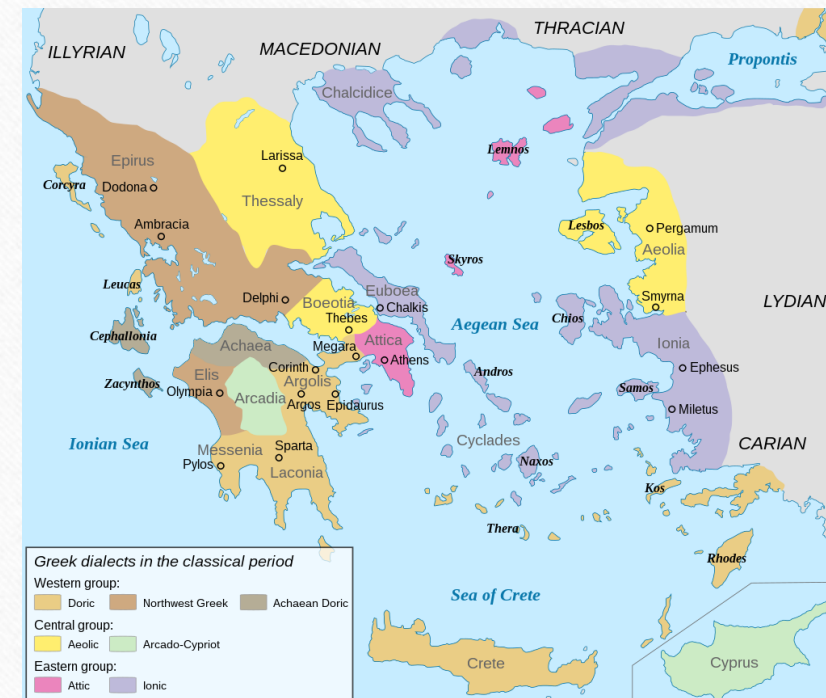 THRACIAN
ILLYRIAN
MACEDONIAN
Propontis
Chalcidice
Lemnos
Larissa
Epirus
Corcyra
Dodona
Thessaly
Ambracia
Lesbos
Pergamum
Aeolia
Skyros
Leucas
Delphi
Euboea
Boeotia
Chalkis
Smyrna
LYDIAN
Thebes
Chios
Aegean Sea
Cephallonia
Achaea
Megara
Attica
Ionia
Athens
Corinth
Elis
Argolis
Ephesus
Andros
Zacynthos
Olympia
Arcadia
Argos
Epidaurus
Samos
Miletus
Ionian Sea
Cyclades
CARIAN
Messenia
Sparta
Pylos
Laconia
Naxos
Kos
Thera
Rhodes
Sea of Crete
Crete
Cyprus
Greek dialects in the classical period
Western group:
Doric Northwest Greek Achaean Doric
Central group:
Aeolic Arcado-Cypriot
Eastern group:
Attic Ionic